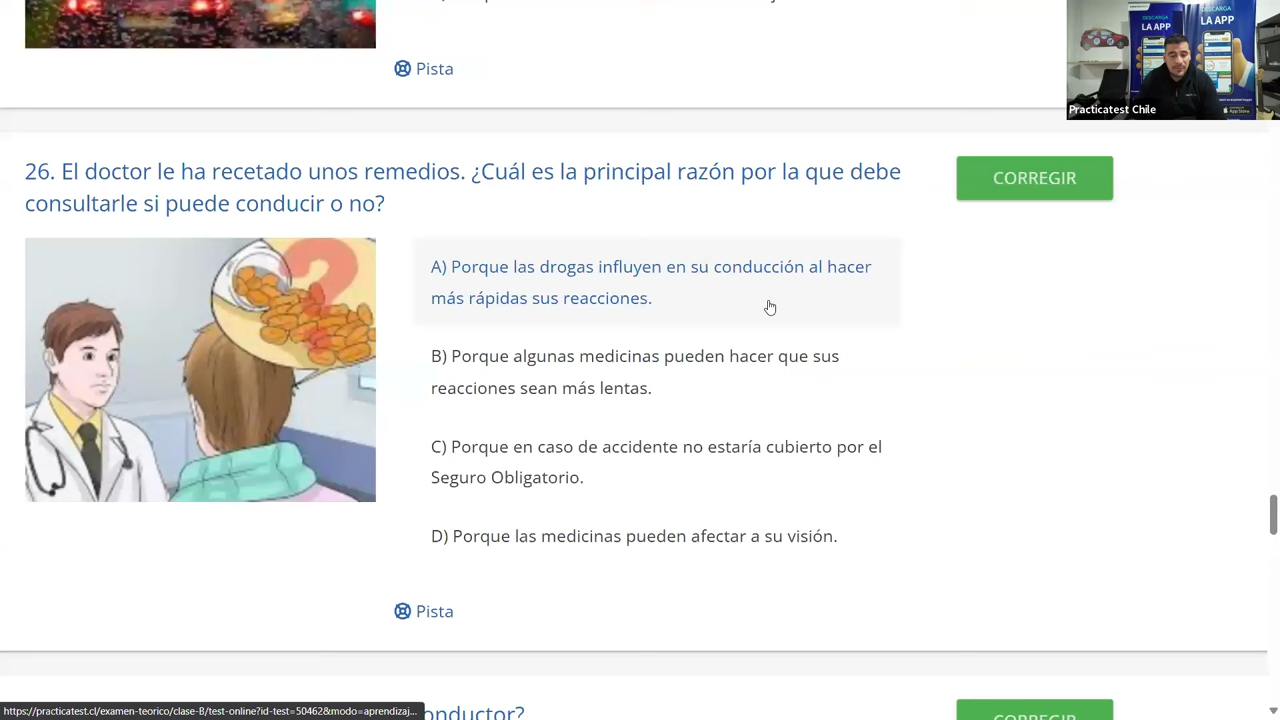 Pista
DESCARGA
LA APP
DESCARGA
LA APP
Practicatest Chile
26. El doctor le ha recetado unos remedios. ¿Cuál es la principal razón por la que debe
consultarle si puede conducir o no?
CORREGIR
A) Porque las drogas influyen en su conducción al hacer
más rápidas sus reacciones.
B) Porque algunas medicinas pueden hacer que sus
reacciones sean más lentas.
C) Porque en caso de accidente no estaría cubierto por el
Seguro Obligatorio.
D) Porque las medicinas pueden afectar a su visión.
Pista
https://practicatest.cl/examen-teorico/clase-B/test-online?id-test=50462&modo=aprendizaj...
onductor?
CORREGIR